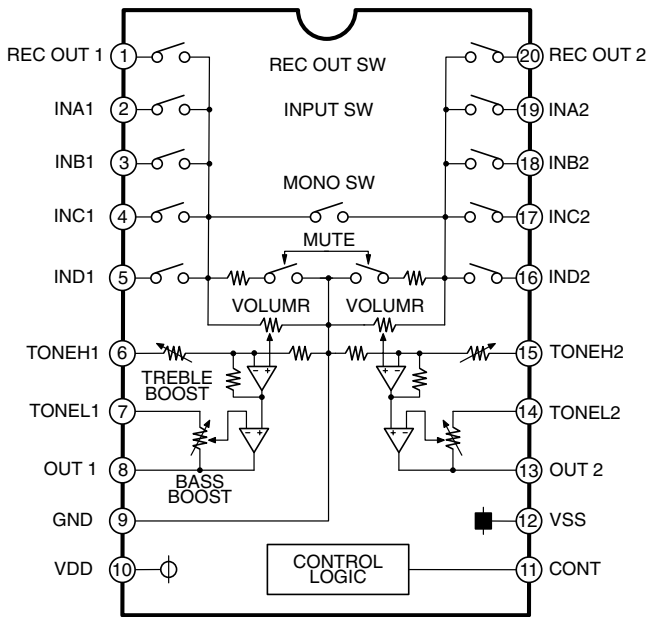 REC OUT 1 1 REC OUT SW 20 REC OUT 2
INA1 2 INPUT SW 19 INA2
INB1 3 18 INB2
MONO SW
INC1 4 17 INC2
MUTE
IND1 5 16 IND2
VOLUMR VOLUMR
TONEH1 6 15 TONEH2
TREBLE
BOOST
- + + -
TONEL1 7 14 TONEL2
- + + -
OUT 1 8 13 OUT 2
BASS
BOOST
GND 9 12 VSS
VDD 10 11 CONT
CONTROL
LOGIC